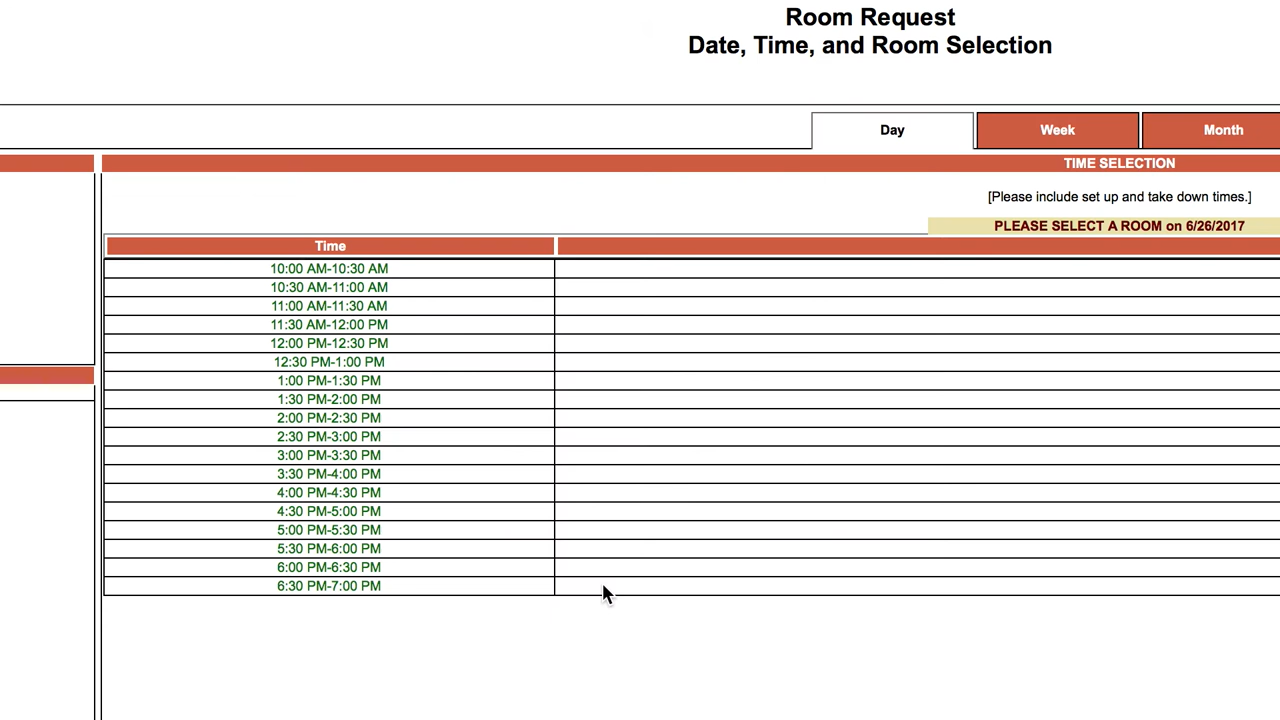 Room Request
Date, Time, and Room Selection
Day
Week
Month
TIME SELECTION
[Please include set up and take down times.]
PLEASE SELECT A ROOM on 6/26/2017
Time
10:00 AM-10:30 AM
10:30 AM-11:00 AM
11:00 AM-11:30 AM
11:30 AM-12:00 PM
12:00 PM-12:30 PM
12:30 PM-1:00 PM
1:00 PM-1:30 PM
1:30 PM-2:00 PM
2:00 PM-2:30 PM
2:30 PM-3:00 PM
3:00 PM-3:30 PM
3:30 PM-4:00 PM
4:00 PM-4:30 PM
4:30 PM-5:00 PM
5:00 PM-5:30 PM
5:30 PM-6:00 PM
6:00 PM-6:30 PM
6:30 PM-7:00 PM